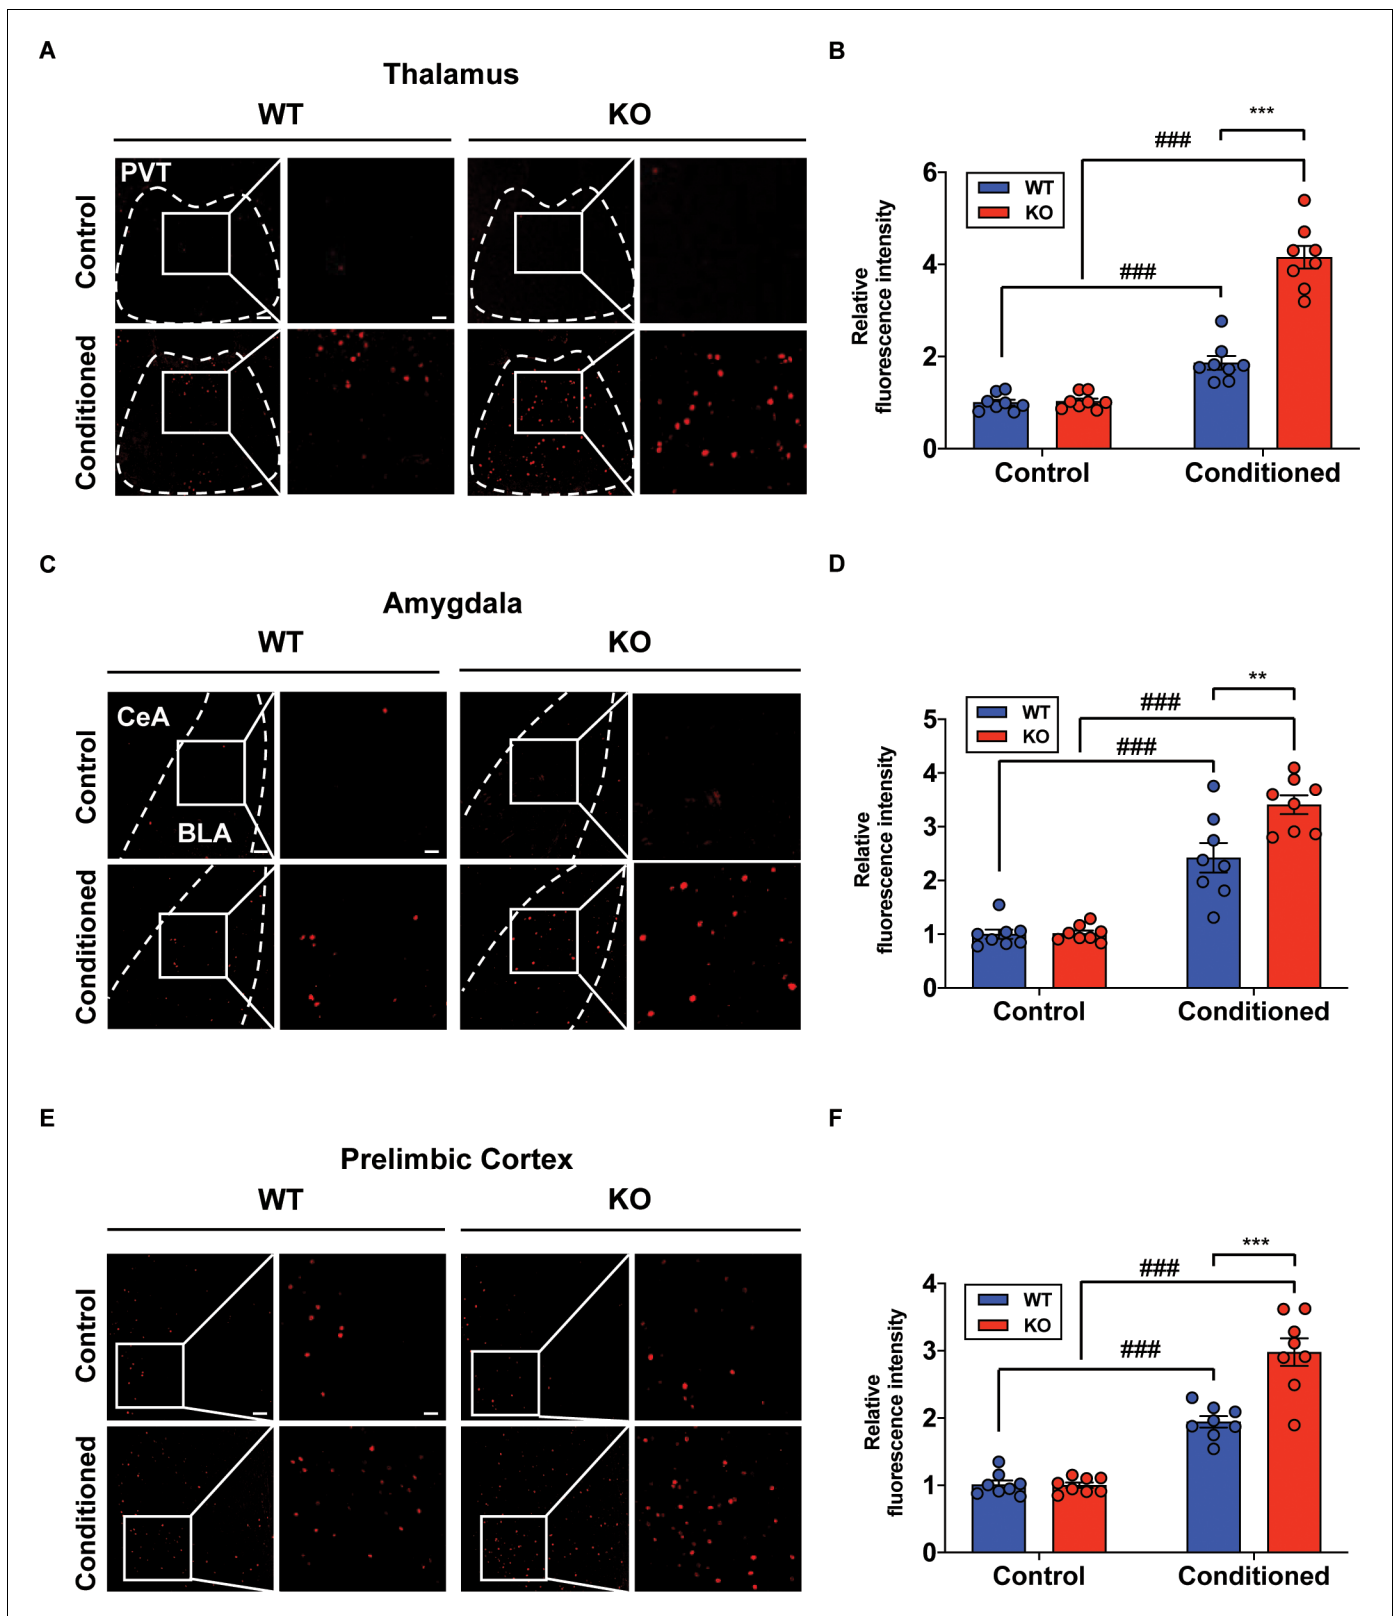 A
Thalamus
WT
KO
PVT
Control
Conditioned
B
***
###
###
WT
KO
Relative
fluorescence intensity
6
4
2
0
Control
Conditioned
C
Amygdala
WT
KO
CeA
BLA
Control
Conditioned
D
**
###
###
WT
KO
Relative
fluorescence intensity
5
4
3
2
1
0
Control
Conditioned
E
Prelimbic Cortex
WT
KO
Control
Conditioned
F
***
###
###
WT
KO
Relative
fluorescence intensity
4
3
2
1
0
Control
Conditioned